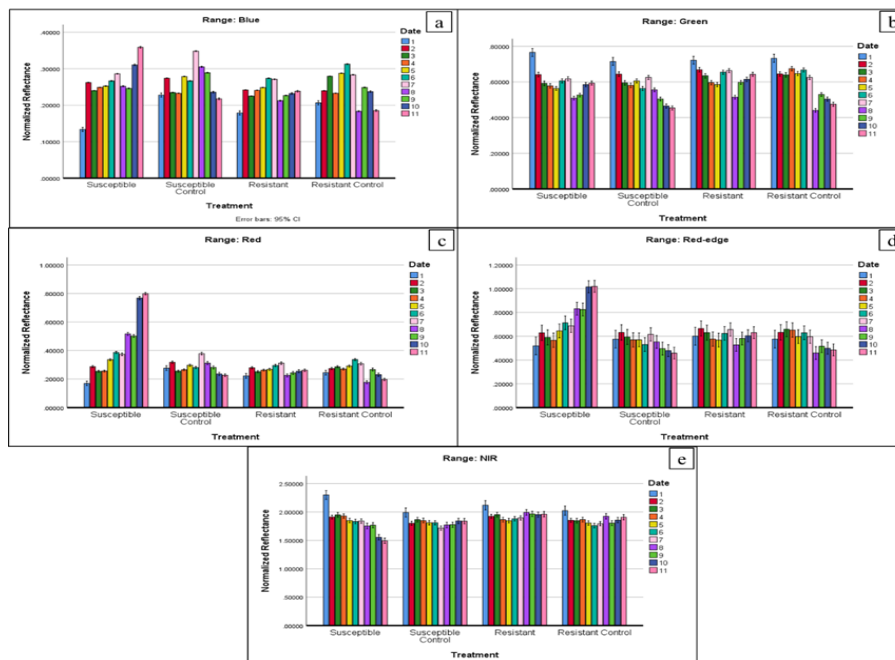 Range: Blue
a
Normalized Reflectance
.40000
.30000
.20000
.10000
.00000
Susceptible
Susceptible Control
Resistant
Resistant Control
Treatment
Error bars: 95% CI
Date
1
2
3
4
5
6
7
8
9
10
11
Range: Green
b
Normalized Reflectance
.80000
.60000
.40000
.20000
.00000
Susceptible
Susceptible Control
Resistant
Resistant Control
Treatment
Date
1
2
3
4
5
6
7
8
9
10
11
Range: Red
c
Normalized Reflectance
1.00000
.80000
.60000
.40000
.20000
.00000
Susceptible
Susceptible Control
Resistant
Resistant Control
Treatment
Date
1
2
3
4
5
6
7
8
9
10
11
Range: Red-edge
d
Normalized Reflectance
1.20000
1.00000
.80000
.60000
.40000
.20000
.00000
Susceptible
Susceptible Control
Resistant
Resistant Control
Treatment
Date
1
2
3
4
5
6
7
8
9
10
11
Range: NIR
e
Normalized Reflectance
2.50000
2.00000
1.50000
1.00000
.50000
.00000
Susceptible
Susceptible Control
Resistant
Resistant Control
Treatment
Date
1
2
3
4
5
6
7
8
9
10
11